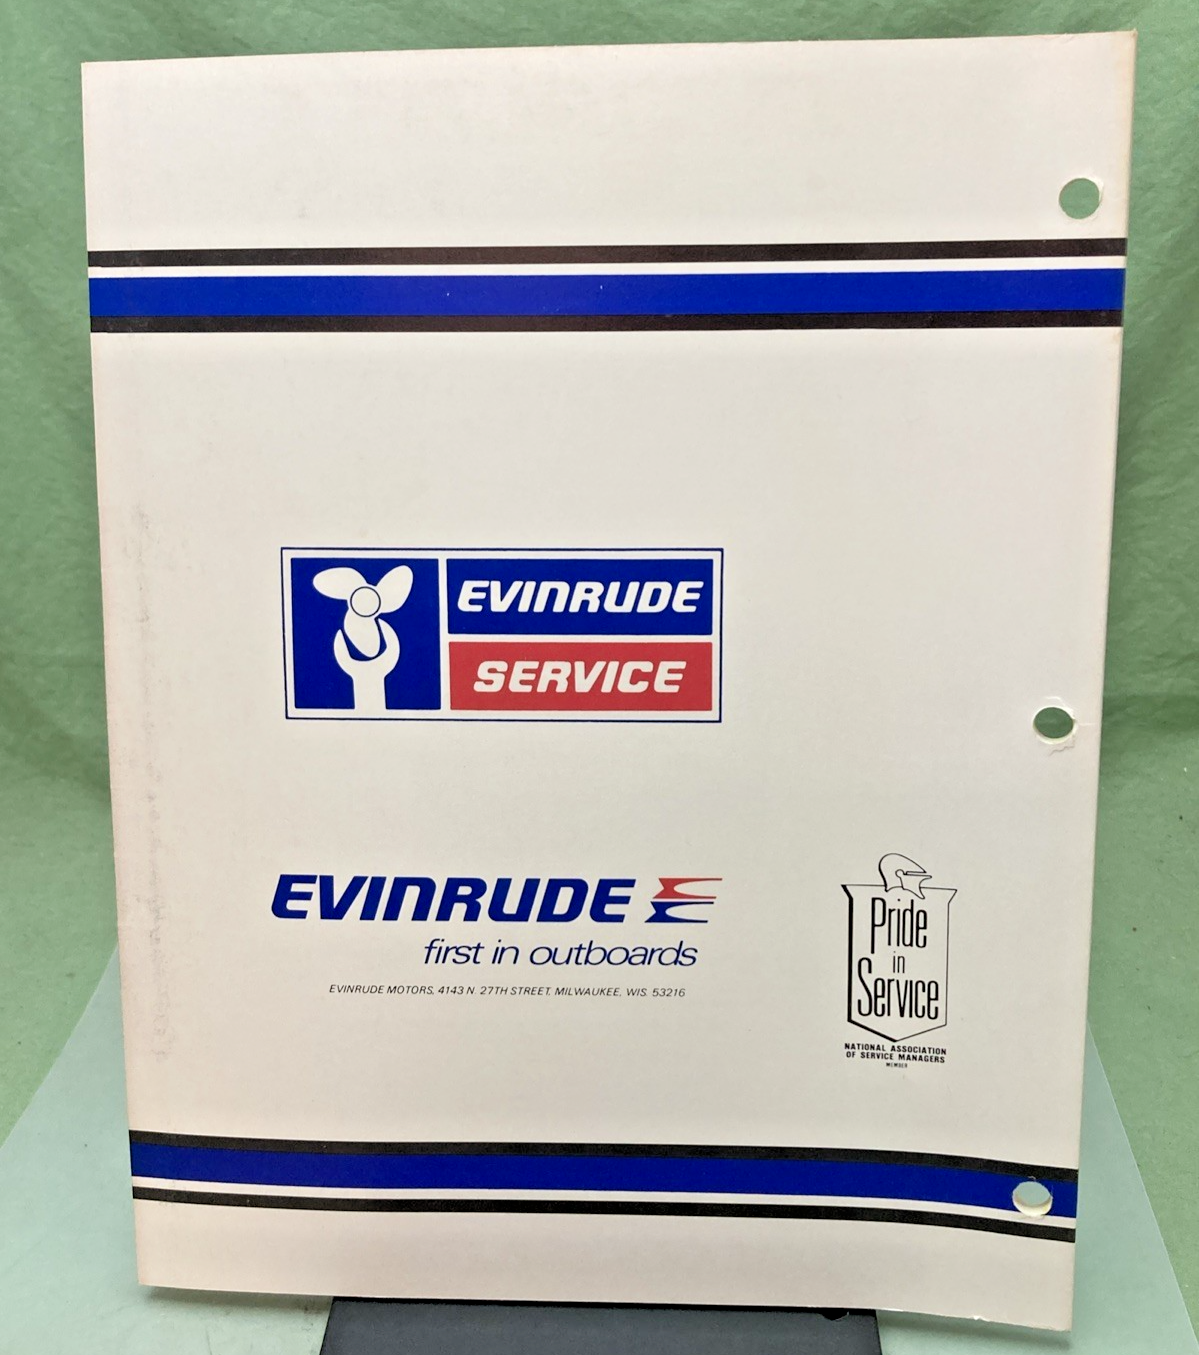 EVINRUDE
SERVICE
EVINRUDE
first in outboards
EVINRUDE MOTORS, 4143 N. 27TH STREET, MILWAUKEE, WIS. 53216
Pride
in
Service
NATIONAL ASSOCIATION
OF SERVICE MANAGERS
MEMBER